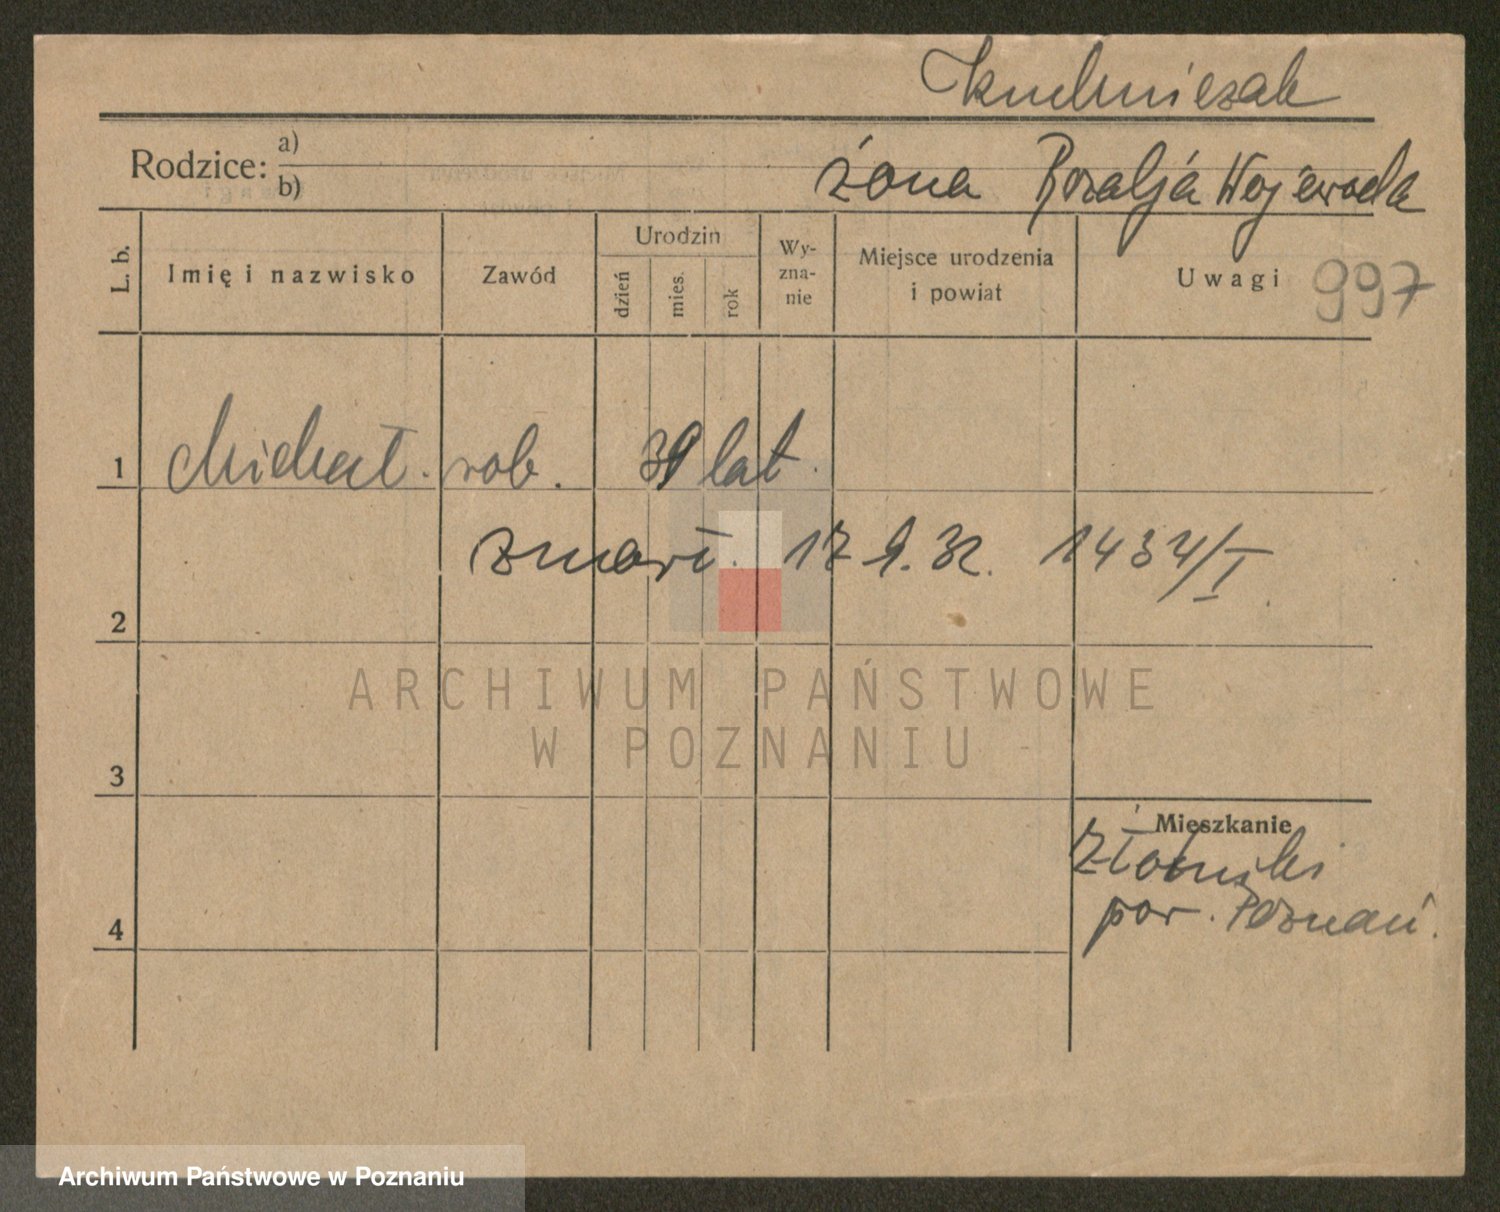 Kuchniczak
Rodzice: a)
b)
żona Rozalja Wojewoda
L. b.
Imię i nazwisko
Zawód
Urodzin
dzień
mies.
rok
Wy-
zna-
nie
Miejsce urodzenia
i powiat
Uwagi
997
1
Michał. rob. 39 lat.
zmarł. 17 9. 32. 1434/I.
2
ARCHIWUM PAŃSTWOWE
W POZNANIU
3
Mieszkanie
Złotniki
pow. Poznań.
4
Archiwum Państwowe w Poznaniu